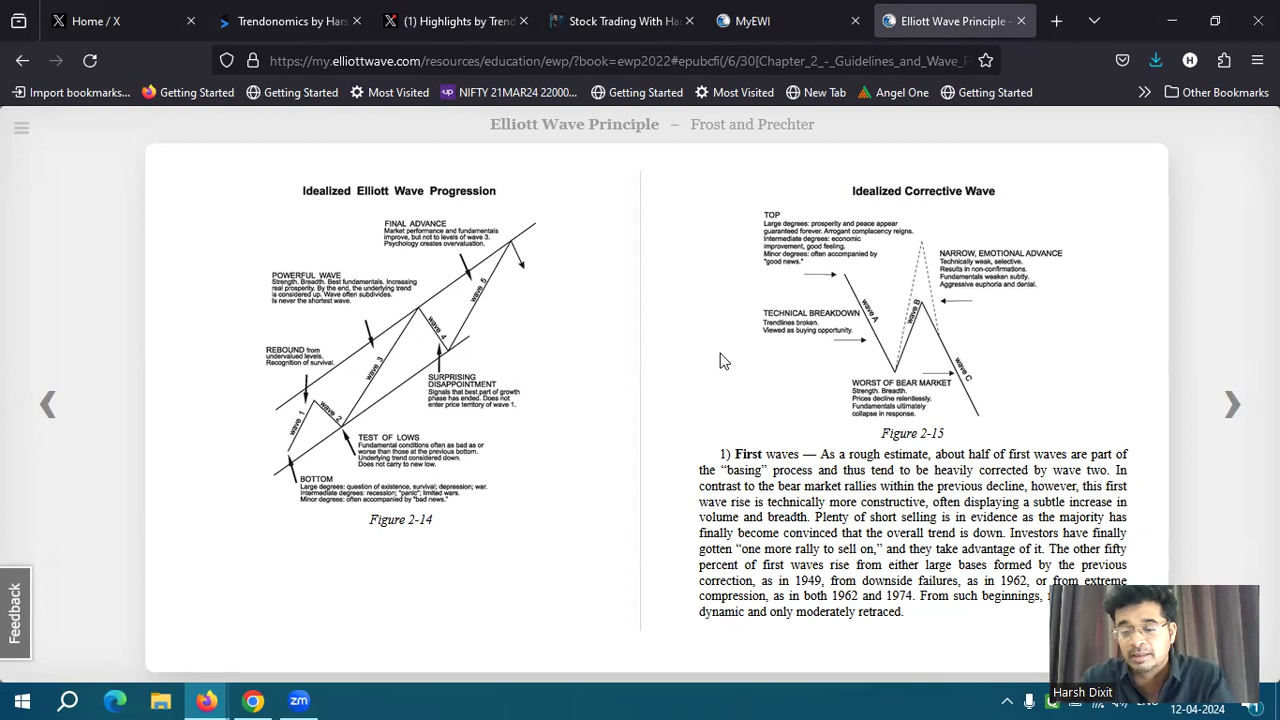 Home / X
Trendonomics by Hars
Highlights by Trend
Stock Trading With Ha
MyEWI
Elliott Wave Principle -
https://my.elliottwave.com/resources/education/ewp/?book=ewp2022#epubcfi(/6/30[Chapter_2_-_Guidelines_and_Wave_F
Import bookmarks...
Getting Started
Most Visited
NIFTY 21MAR24 22000...
Getting Started
Most Visited
New Tab
Angel One
Getting Started
Other Bookmarks
Elliott Wave Principle – Frost and Prechter
Idealized Elliott Wave Progression
FINAL ADVANCE
Market performance and fundamentals
improve, but not to levels of wave 3.
Psychology creates overvaluation.
POWERFUL WAVE
Strength. Breadth. Best fundamentals. Increasing
real prosperity. By the end, the underlying trend
is considered up. Wave often subdivides.
Is never the shortest wave.
wave 5
wave 4
REBOUND from
undervalued levels.
Recognition of survival.
wave 3
SURPRISING
DISAPPOINTMENT
Signals that best part of growth
phase has ended. Does not
enter price territory of wave 1.
wave 1
wave 2
TEST OF LOWS
Fundamental conditions often as bad as or
worse than those at the previous bottom.
Underlying trend considered down.
Does not carry to new low.
BOTTOM
Large degrees: question of existence, survival; depression; war.
Intermediate degrees: recession; "panic"; limited wars.
Minor degrees: often accompanied by "bad news."
Figure 2-14
Idealized Corrective Wave
TOP
Large degrees: prosperity and peace appear
guaranteed forever. Arrogant complacency reigns.
Intermediate degrees: economic
improvement, good feeling.
Minor degrees: often accompanied by
"good news."
NARROW, EMOTIONAL ADVANCE
Technically weak, selective.
Results in non-confirmations.
Fundamentals weaken subtly.
Aggressive euphoria and denial.
wave A
wave B
TECHNICAL BREAKDOWN
Trendlines broken.
Viewed as buying opportunity.
wave C
WORST OF BEAR MARKET
Strength. Breadth.
Prices decline relentlessly.
Fundamentals ultimately
collapse in response.
Figure 2-15
1) First waves — As a rough estimate, about half of first waves are part of
the “basing” process and thus tend to be heavily corrected by wave two. In
contrast to the bear market rallies within the previous decline, however, this first
wave rise is technically more constructive, often displaying a subtle increase in
volume and breadth. Plenty of short selling is in evidence as the majority has
finally become convinced that the overall trend is down. Investors have finally
gotten “one more rally to sell on,” and they take advantage of it. The other fifty
percent of first waves rise from either large bases formed by the previous
correction, as in 1949, from downside failures, as in 1962, or from extreme
compression, as in both 1962 and 1974. From such beginnings,
dynamic and only moderately retraced.
Feedback
Harsh Dixit
ENG
12-04-2024